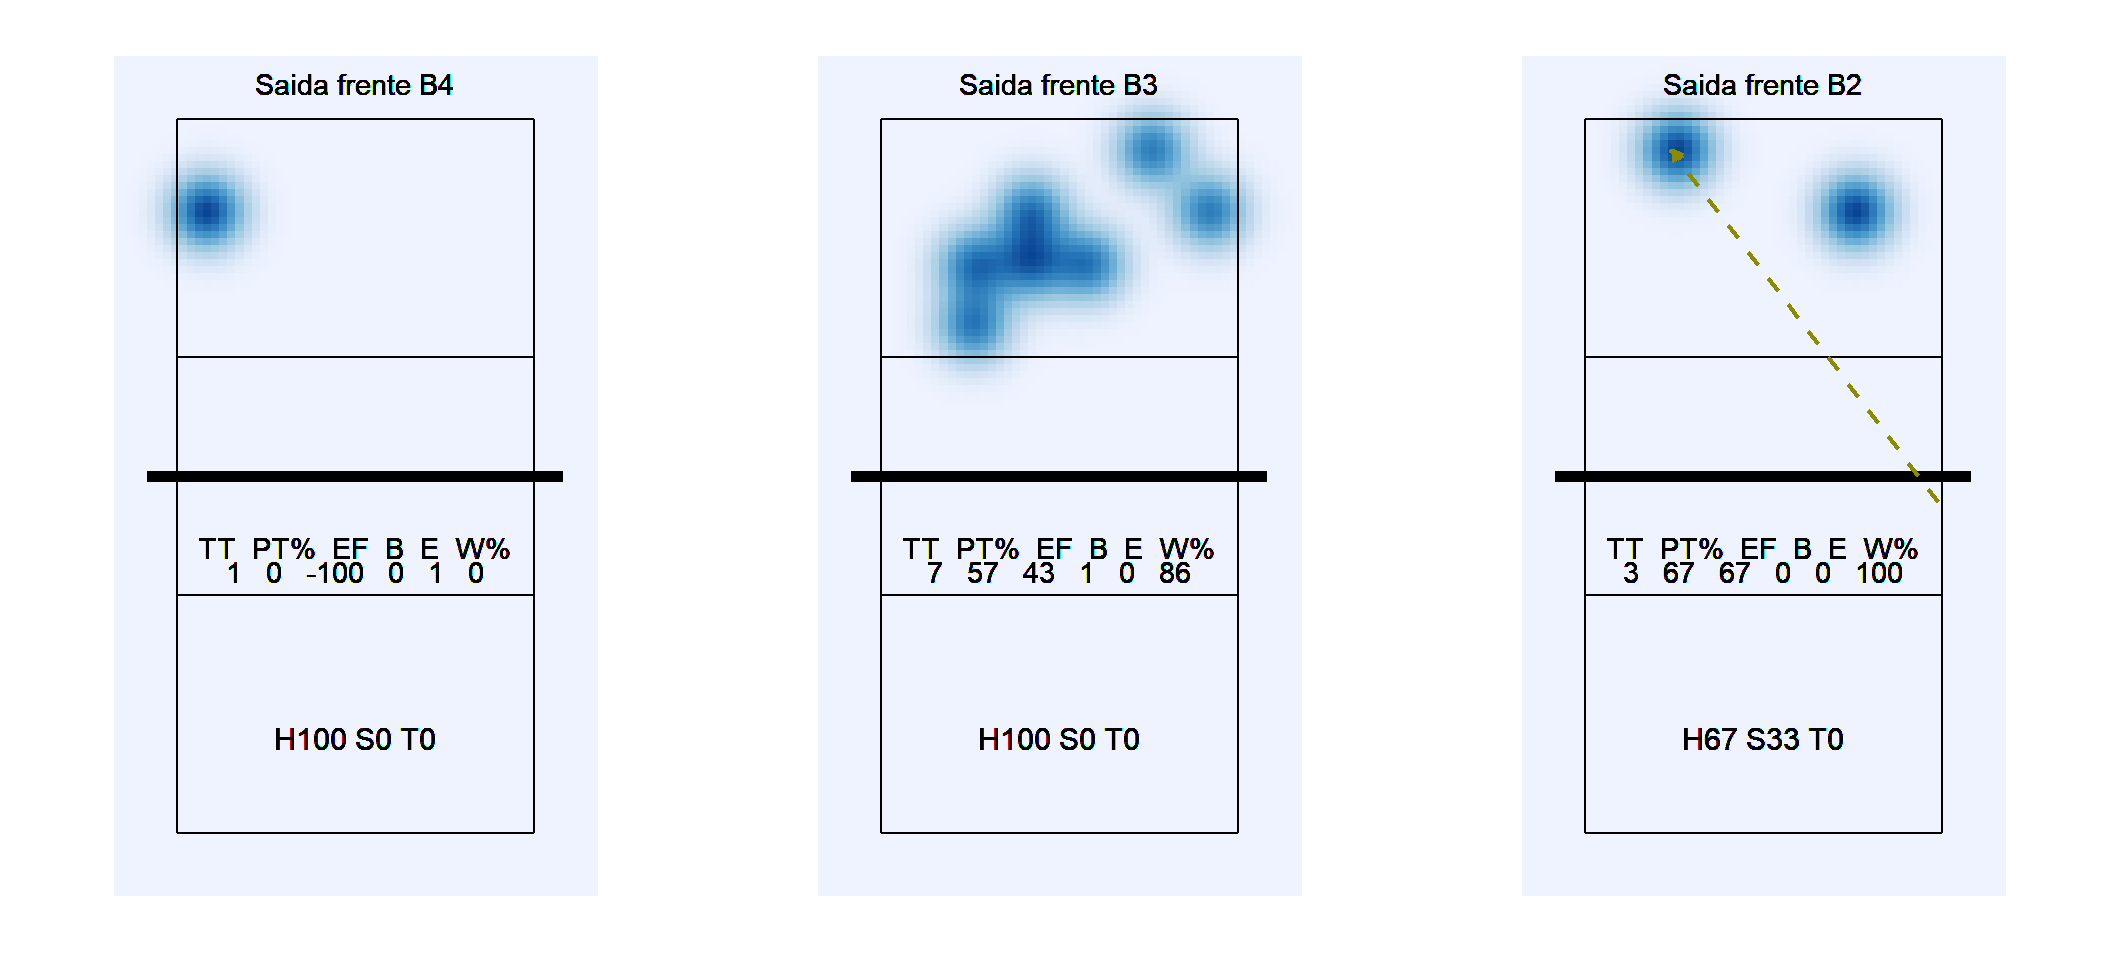 Saida frente B4
TT PT% EF B E W%
1 0 -100 0 1 0
H100 S0 T0
Saida frente B3
TT PT% EF B E W%
7 57 43 1 0 86
H100 S0 T0
Saida frente B2
TT PT% EF B E W%
3 67 67 0 0 100
H67 S33 T0